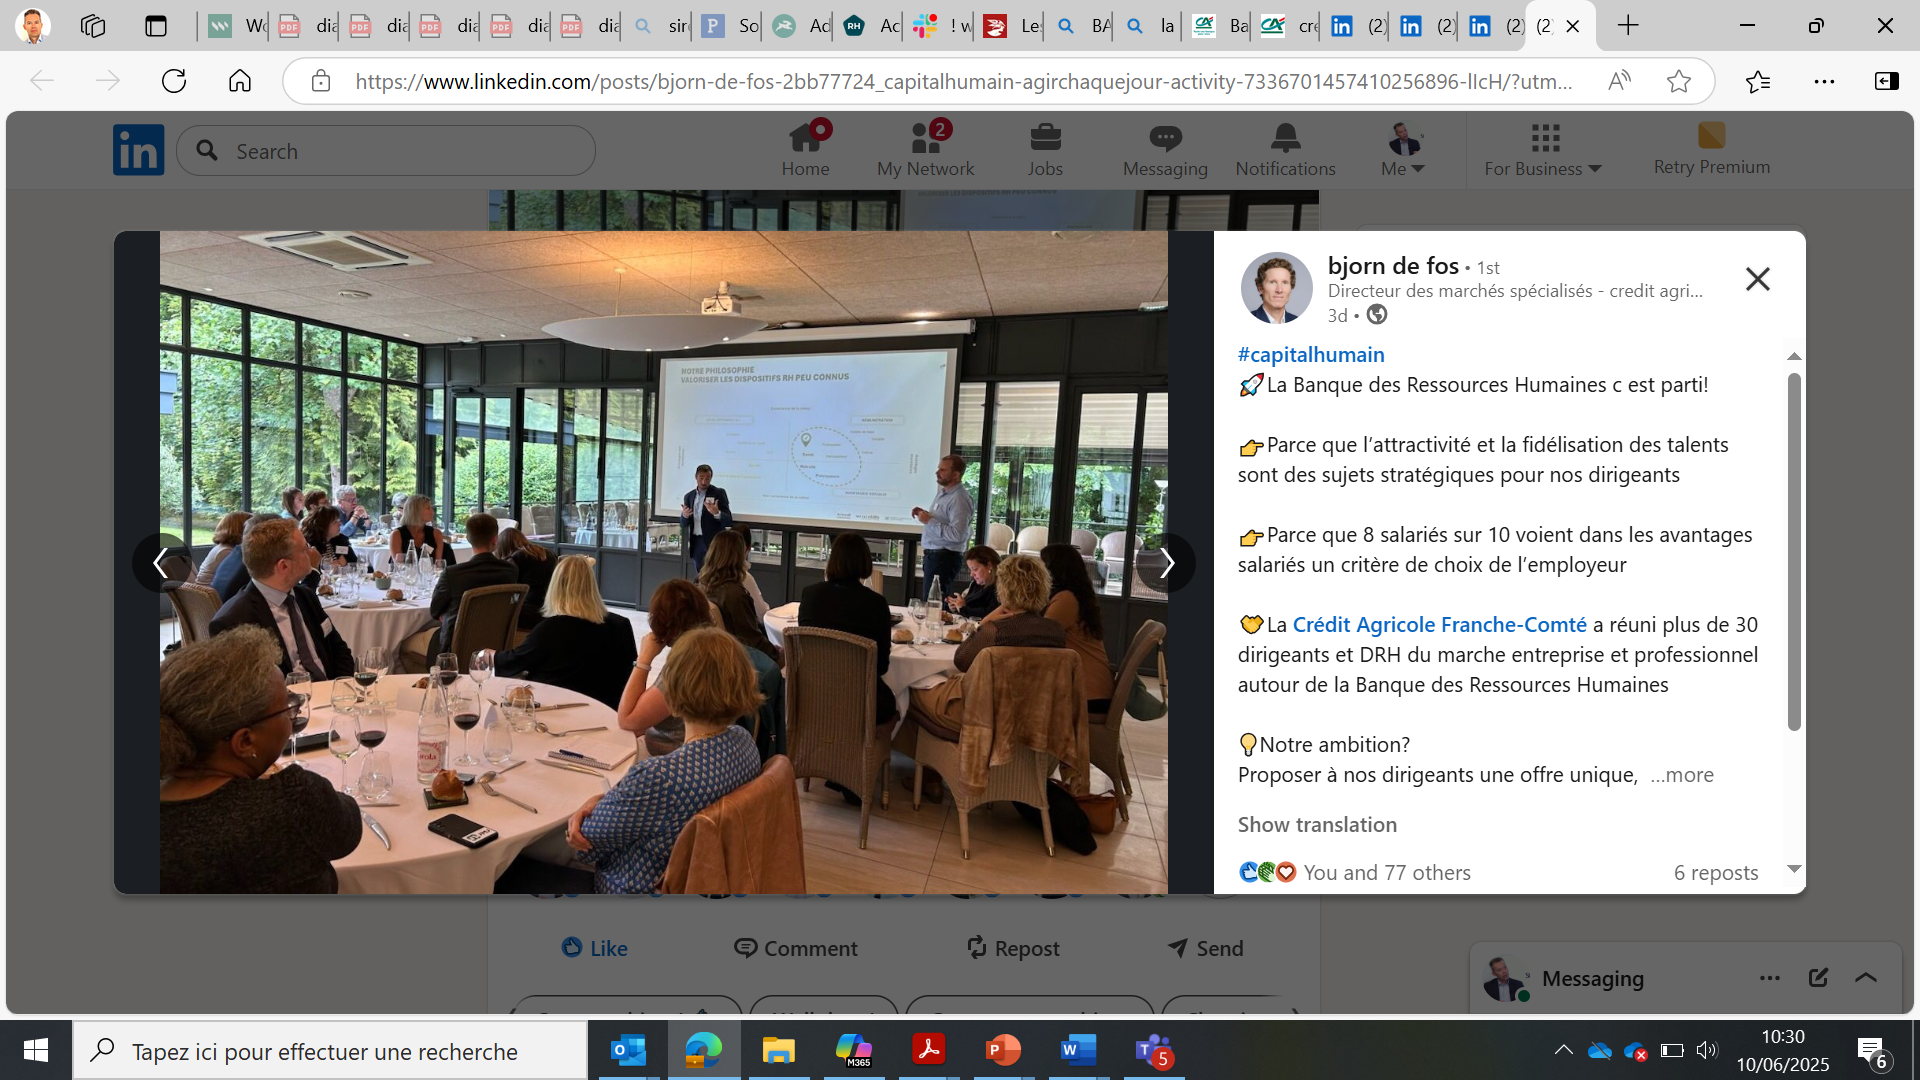 https://www.linkedin.com/posts/bjorn-de-fos-2bb77724_capitalhumain-agirchaquejour-activity-7336701457410256896-lIcH/?utm...
Search
Home
2
My Network
Jobs
Messaging
Notifications
Me
For Business
Retry Premium
NOTRE PHILOSOPHIE
VALORISER LES DISPOSITIFS RH PEU CONNUS
bjorn de fos • 1st
Directeur des marchés spécialisés - credit agri...
3d •
#capitalhumain
🚀La Banque des Ressources Humaines c est parti!
👉Parce que l’attractivité et la fidélisation des talents
sont des sujets stratégiques pour nos dirigeants
👉Parce que 8 salariés sur 10 voient dans les avantages
salariés un critère de choix de l’employeur
🤝La Crédit Agricole Franche-Comté a réuni plus de 30
dirigeants et DRH du marche entreprise et professionnel
autour de la Banque des Ressources Humaines
💡Notre ambition?
Proposer à nos dirigeants une offre unique, ...more
Show translation
You and 77 others
6 reposts
Like
Comment
Repost
Send
Messaging
Tapez ici pour effectuer une recherche
M365
5
10:30
10/06/2025
6